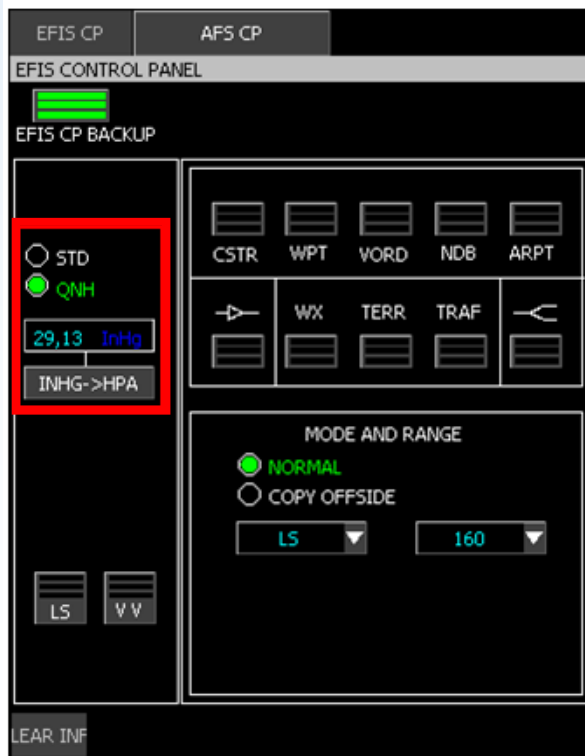 EFIS CP AFS CP
EFIS CONTROL PANEL
EFIS CP BACKUP
STD
QNH
29,13 InHg
INHG->HPA
CSTR WPT VORD NDB ARPT
WX TERR TRAF
MODE AND RANGE
NORMAL
COPY OFFSIDE
LS 160
LS V V
LEAR INF